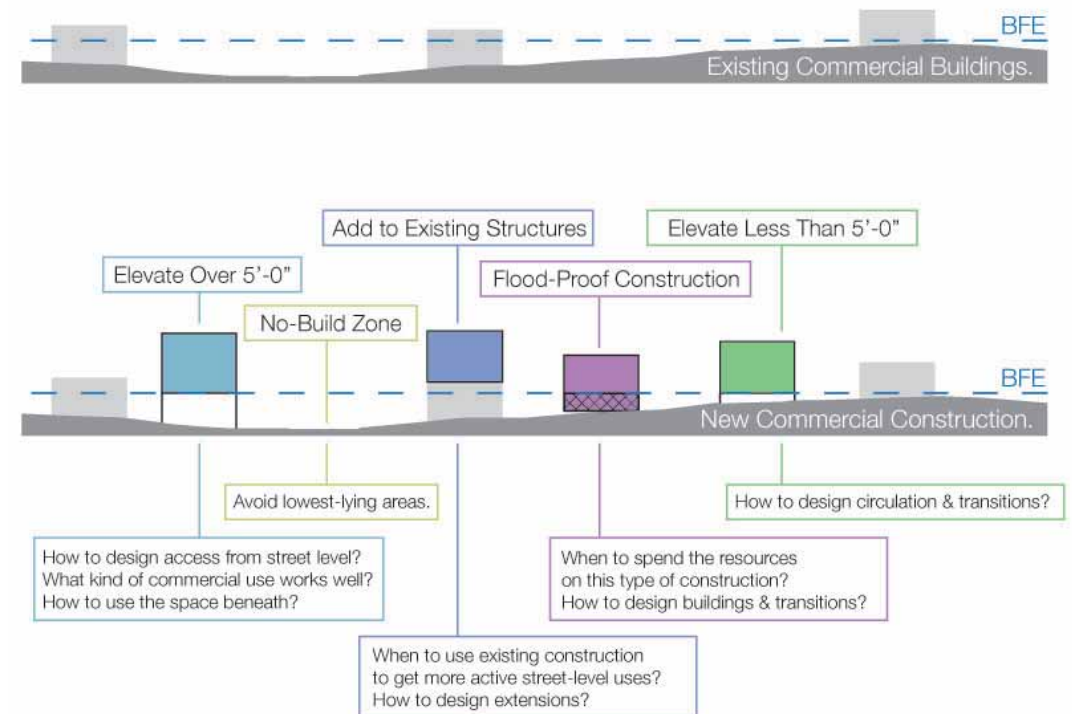 BFE
Existing Commercial Buildings.
Add to Existing Structures
Elevate Less Than 5’-0”
Elevate Over 5’-0”
Flood-Proof Construction
No-Build Zone
BFE
New Commercial Construction.
Avoid lowest-lying areas.
How to design circulation & transitions?
How to design access from street level?
What kind of commercial use works well?
How to use the space beneath?
When to spend the resources
on this type of construction?
How to design buildings & transitions?
When to use existing construction
to get more active street-level uses?
How to design extensions?